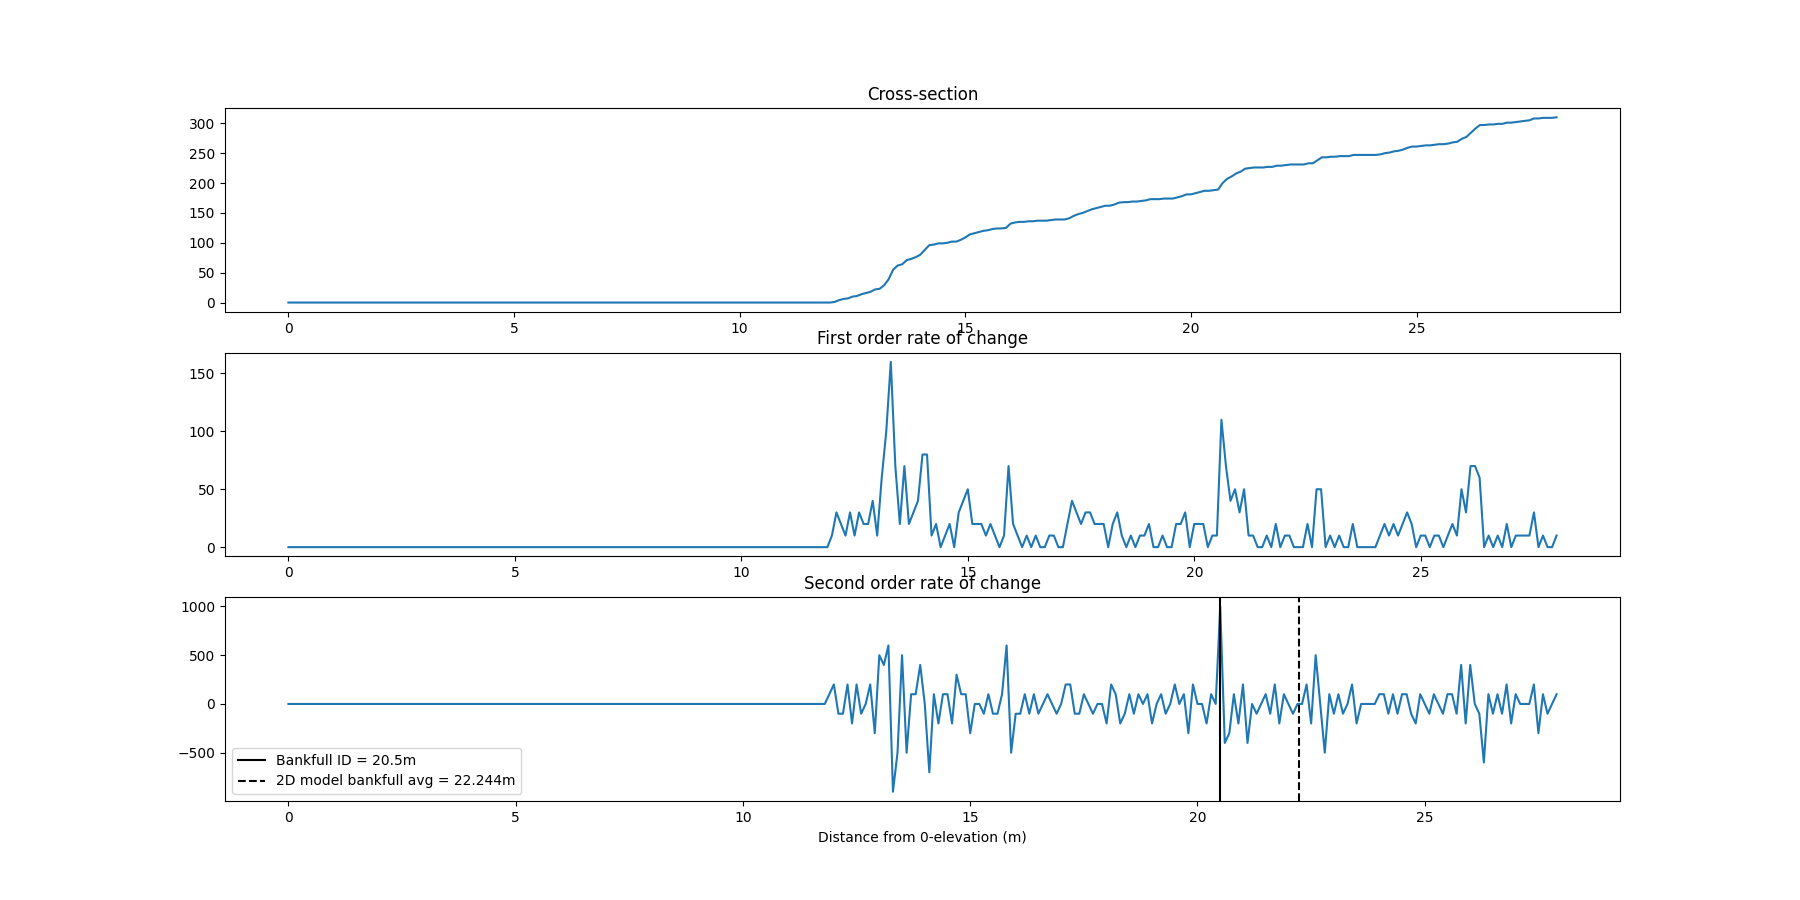 Cross-section
300
250
200
150
100
50
0
0 5 10 15 20 25
First order rate of change
150
100
50
0
0 5 10 15 20 25
Second order rate of change
1000
500
0
−500
Bankfull ID = 20.5m
2D model bankfull avg = 22.244m
0 5 10 15 20 25
Distance from 0-elevation (m)